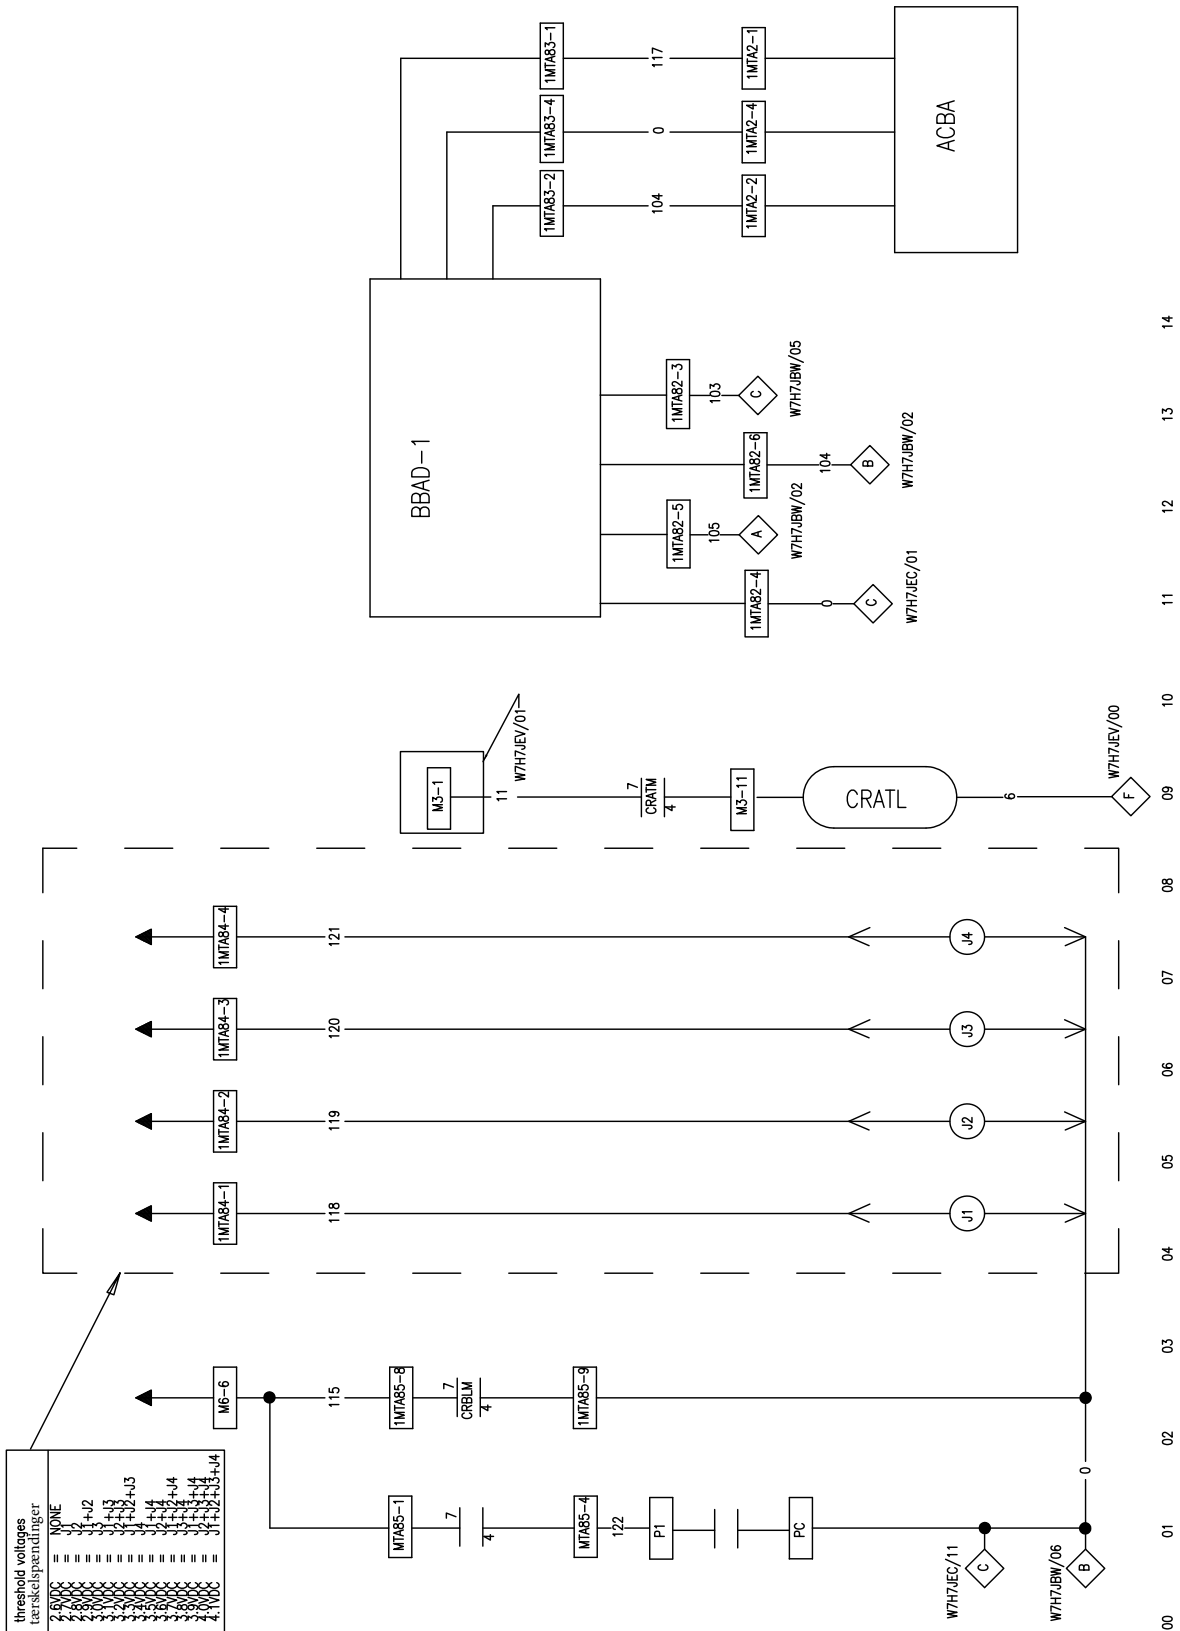 threshold voltages
tærskelspændinger
2.6VDC = NONE
2.7VDC = J1
2.8VDC = J2
2.9VDC = J1+J2
3.0VDC = J3
3.1VDC = J1+J3
3.2VDC = J2+J3
3.3VDC = J1+J2+J3
3.4VDC = J4
3.5VDC = J1+J4
3.6VDC = J2+J4
3.7VDC = J1+J2+J4
3.8VDC = J3+J4
3.9VDC = J1+J3+J4
4.0VDC = J2+J3+J4
4.1VDC = J1+J2+J3+J4
MTA85-1
7
4
MTA85-4
122
P1
PC
W7H7JEC/11
C
W7H7JBW/06
B
0
M6-6
115
1MTA85-8
7
CRBLM
4
1MTA85-9
1MTA84-1
118
J1
1MTA84-2
119
J2
1MTA84-3
120
J3
1MTA84-4
121
J4
M3-1
11
W7H7JEV/01
7
CRATM
4
M3-11
CRATL
6
F
W7H7JEV/00
BBAD-1
1MTA82-4
0
C
W7H7JEC/01
1MTA82-5
105
A
W7H7JBW/02
1MTA82-6
104
B
W7H7JBW/02
1MTA82-3
103
C
W7H7JBW/05
1MTA83-2
104
1MTA2-2
1MTA83-4
0
1MTA2-4
1MTA83-1
117
1MTA2-1
ACBA
00 01 02 03 04 05 06 07 08 09 10 11 12 13 14